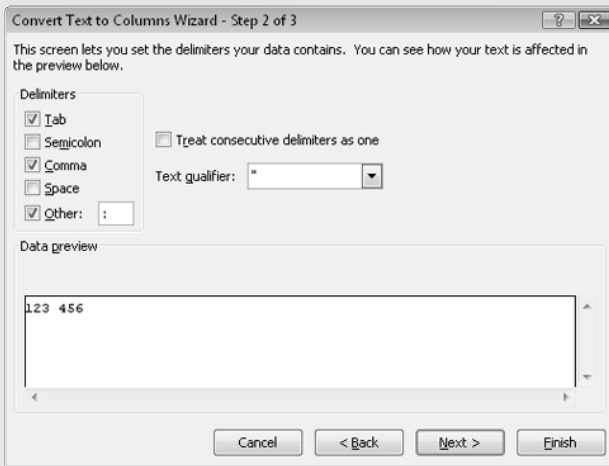 Convert Text to Columns Wizard - Step 2 of 3
This screen lets you set the delimiters your data contains. You can see how your text is affected in
the preview below.
Delimiters
Tab
Semicolon
Comma
Space
Other: :
Treat consecutive delimiters as one
Text qualifier: "
Data preview
123 456
Cancel < Back Next > Finish